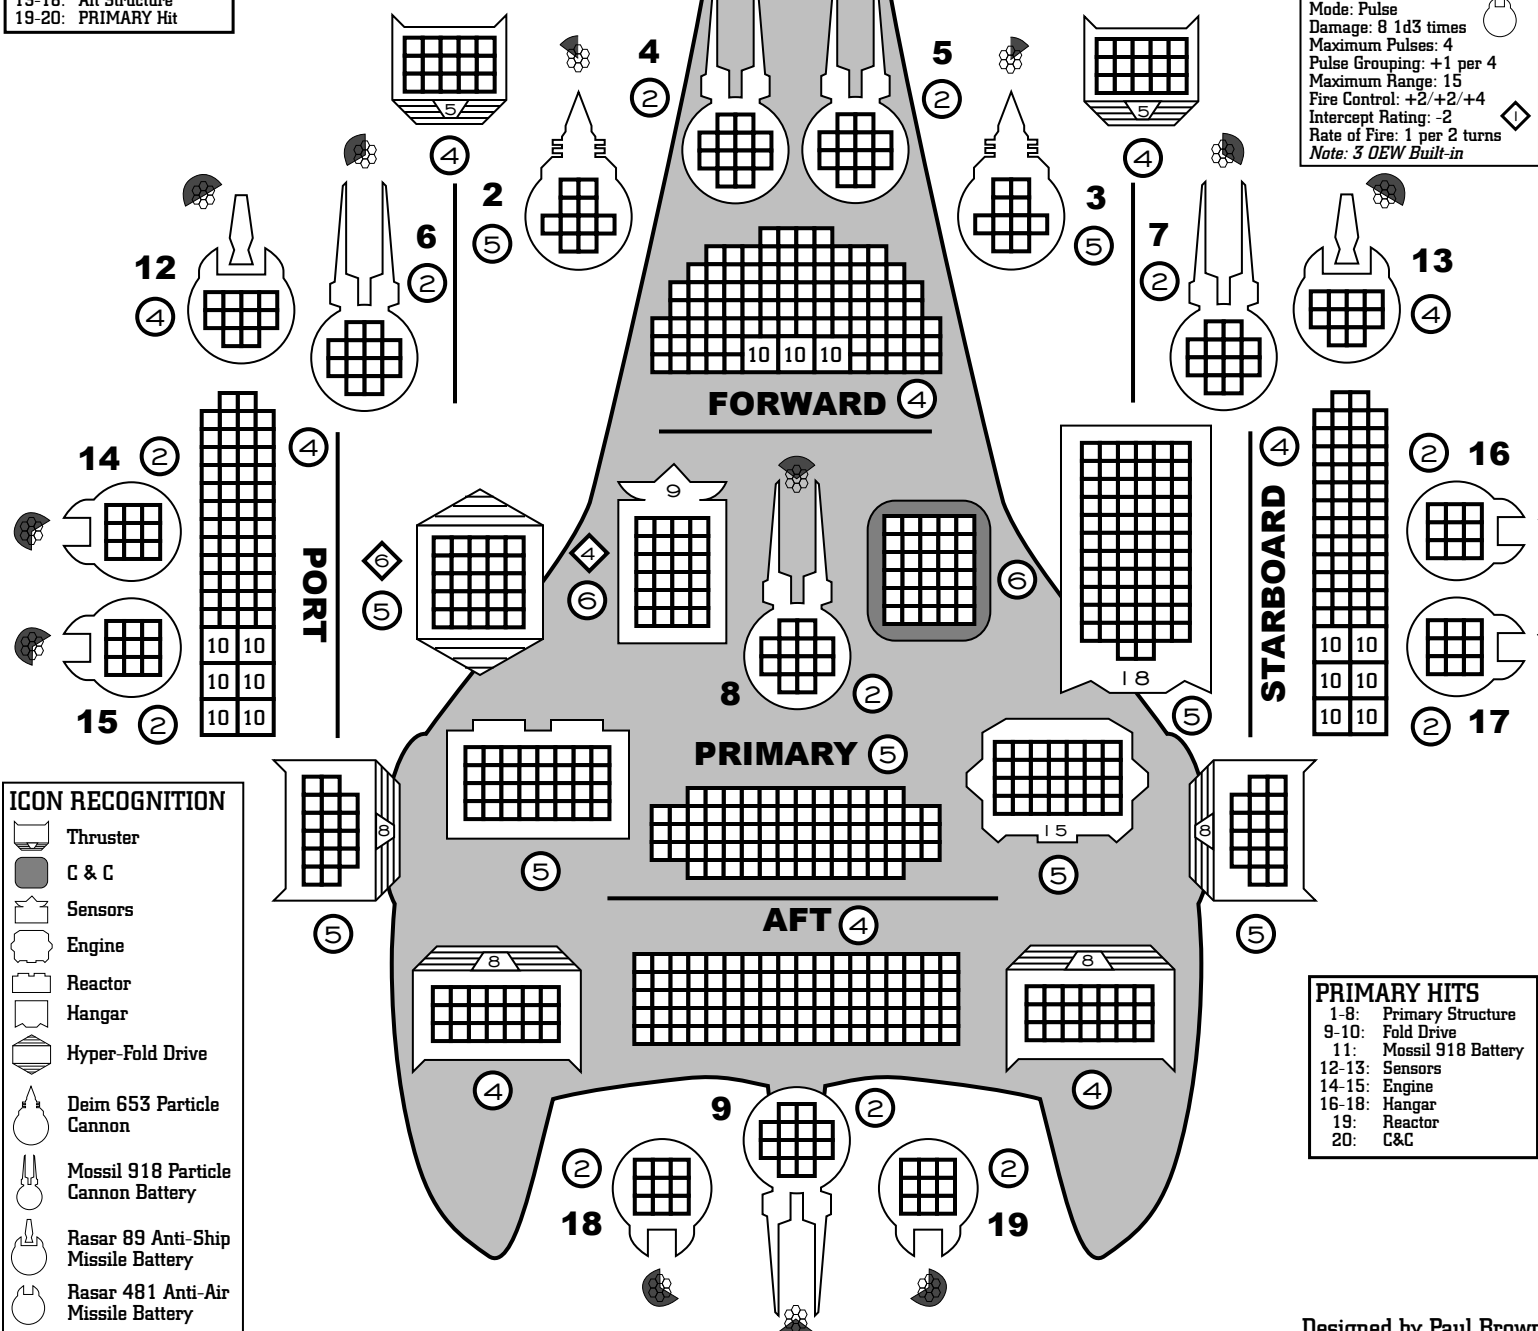 13-18: Aft Structure
19-20: PRIMARY Hit
Mode: Pulse
Damage: 8 1d3 times
Maximum Pulses: 4
Pulse Grouping: +1 per 4
Maximum Range: 15
Fire Control: +2/+2/+4
Intercept Rating: -2
Rate of Fire: 1 per 2 turns
Note: 3 OEW Built-in
1
5
4
4
2
5
2
5
4
2
5
3
5
12
4
6
2
7
2
13
4
10 10 10
FORWARD 4
14 2
4
15 2
PORT
10 10
10 10
10 10
6
5
4
6
9
8
2
6
18
5
4
STARBOARD
10 10
10 10
10 10
16
2
17
2
PRIMARY 5
5
15
5
8
5
8
5
AFT 4
8
4
8
4
9
2
18
2
19
2
ICON RECOGNITION
Thruster
C & C
Sensors
Engine
Reactor
Hangar
Hyper-Fold Drive
Deim 653 Particle
Cannon
Mossil 918 Particle
Cannon Battery
Rasar 89 Anti-Ship
Missile Battery
Rasar 481 Anti-Air
Missile Battery
PRIMARY HITS
1-8: Primary Structure
9-10: Fold Drive
11: Mossil 918 Battery
12-13: Sensors
14-15: Engine
16-18: Hangar
19: Reactor
20: C&C
Designed by Paul Brown